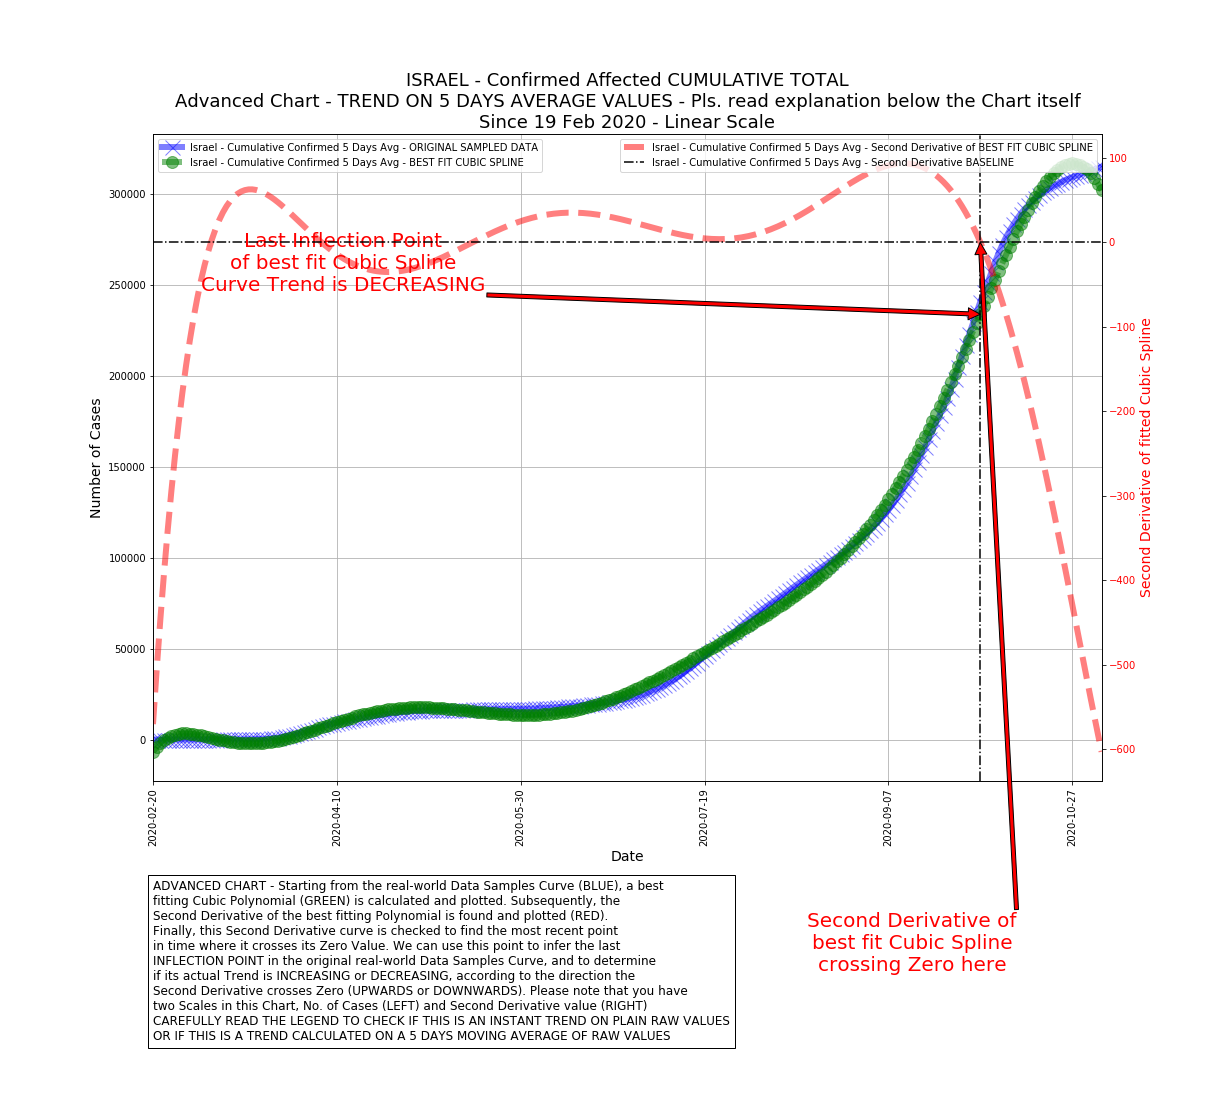 ISRAEL - Confirmed Affected CUMULATIVE TOTAL
Advanced Chart - TREND ON 5 DAYS AVERAGE VALUES - Pls. read explanation below the Chart itself
Since 19 Feb 2020 - Linear Scale
Israel - Cumulative Confirmed 5 Days Avg - ORIGINAL SAMPLED DATA
Israel - Cumulative Confirmed 5 Days Avg - BEST FIT CUBIC SPLINE
Israel - Cumulative Confirmed 5 Days Avg - Second Derivative of BEST FIT CUBIC SPLINE
Israel - Cumulative Confirmed 5 Days Avg - Second Derivative BASELINE
Last Inflection Point
of best fit Cubic Spline
Curve Trend is DECREASING
Number of Cases
300000
250000
200000
150000
100000
50000
0
100
0
−100
−200
−300
−400
−500
−600
Second Derivative of fitted Cubic Spline
2020-02-20
2020-04-10
2020-05-30
2020-07-19
2020-09-07
2020-10-27
Date
Second Derivative of
best fit Cubic Spline
crossing Zero here
ADVANCED CHART - Starting from the real-world Data Samples Curve (BLUE), a best
fitting Cubic Polynomial (GREEN) is calculated and plotted. Subsequently, the
Second Derivative of the best fitting Polynomial is found and plotted (RED).
Finally, this Second Derivative curve is checked to find the most recent point
in time where it crosses its Zero Value. We can use this point to infer the last
INFLECTION POINT in the original real-world Data Samples Curve, and to determine
if its actual Trend is INCREASING or DECREASING, according to the direction the
Second Derivative crosses Zero (UPWARDS or DOWNWARDS). Please note that you have
two Scales in this Chart, No. of Cases (LEFT) and Second Derivative value (RIGHT)
CAREFULLY READ THE LEGEND TO CHECK IF THIS IS AN INSTANT TREND ON PLAIN RAW VALUES
OR IF THIS IS A TREND CALCULATED ON A 5 DAYS MOVING AVERAGE OF RAW VALUES